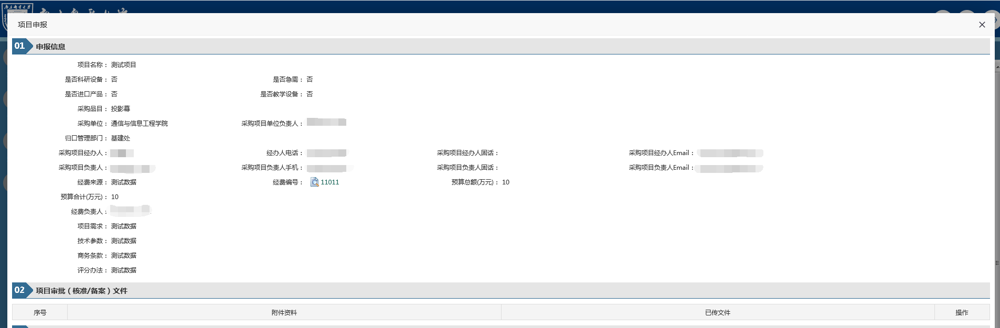 项目申报
01 申报信息
项目名称： 测试项目
是否科研设备： 否 是否急需： 否
是否进口产品： 否 是否教学设备： 否
采购品目： 投影幕
采购单位： 通信与信息工程学院 采购项目单位负责人：
归口管理部门： 基建处
采购项目经办人： 经办人电话： 采购项目经办人固话： 采购项目经办人Email：
采购项目负责人： 采购项目负责人手机： 采购项目负责人固话： 采购项目负责人Email：
经费来源： 测试数据 经费编号： 11011 预算总额(万元)： 10
预算合计(万元)： 10
经费负责人：
项目需求： 测试数据
技术参数： 测试数据
商务条款： 测试数据
评分办法： 测试数据
02 项目审批（核准/备案）文件
序号 附件资料 已传文件 操作